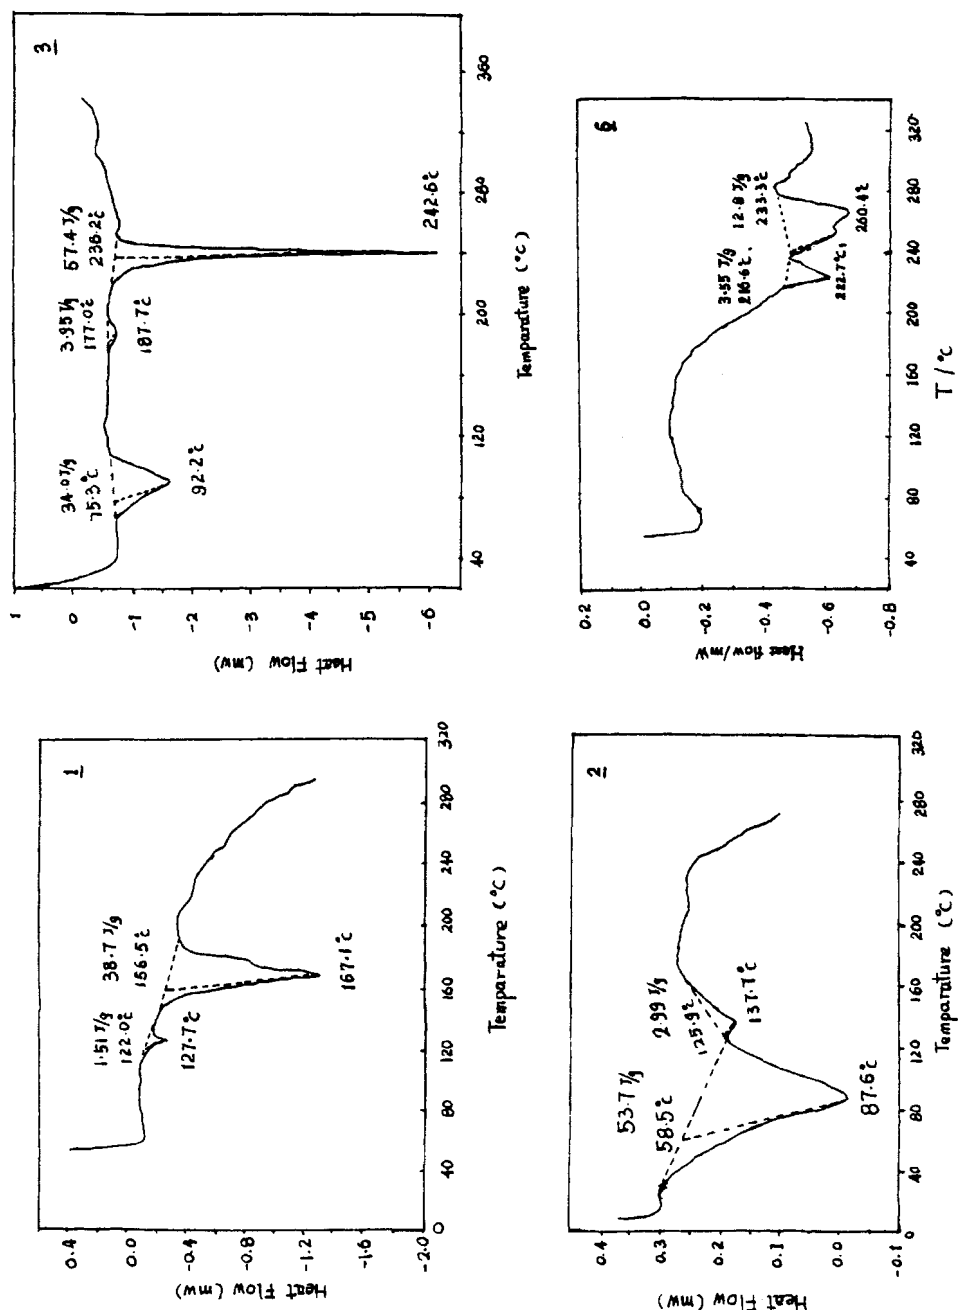 1
0.4
0.0
-0.4
-0.8
-1.2
-1.6
-2.0
Heat Flow (mw)
1.51 J/g
122.0°C
127.7°C
38.7 J/g
156.5°C
167.1°C
0 40 80 120 160 200 240 280 320
Temparature (°C)
3
1
0
-1
-2
-3
-4
-5
-6
Heat Flow (mw)
34.0 J/g
75.3°C
92.2°C
3.95 J/g
177.0°C
187.7°C
57.4 J/g
236.2°C
242.6°C
40 120 200 280 360
Temparature (°C)
2
0.4
0.3
0.2
0.1
0.0
-0.1
Heat Flow (mw)
53.7 J/g
58.5°C
87.6°C
2.99 J/g
125.9°C
137.7°C
0 40 80 120 160 200 240 280 320
Temparature (°C)
6
0.2
0.0
-0.2
-0.4
-0.6
-0.8
Heat flow/mW
3.55 J/g
216.6°C
222.7°C
12.8 J/g
233.3°C
260.4°C
40 80 120 160 200 240 280 320
T/°C